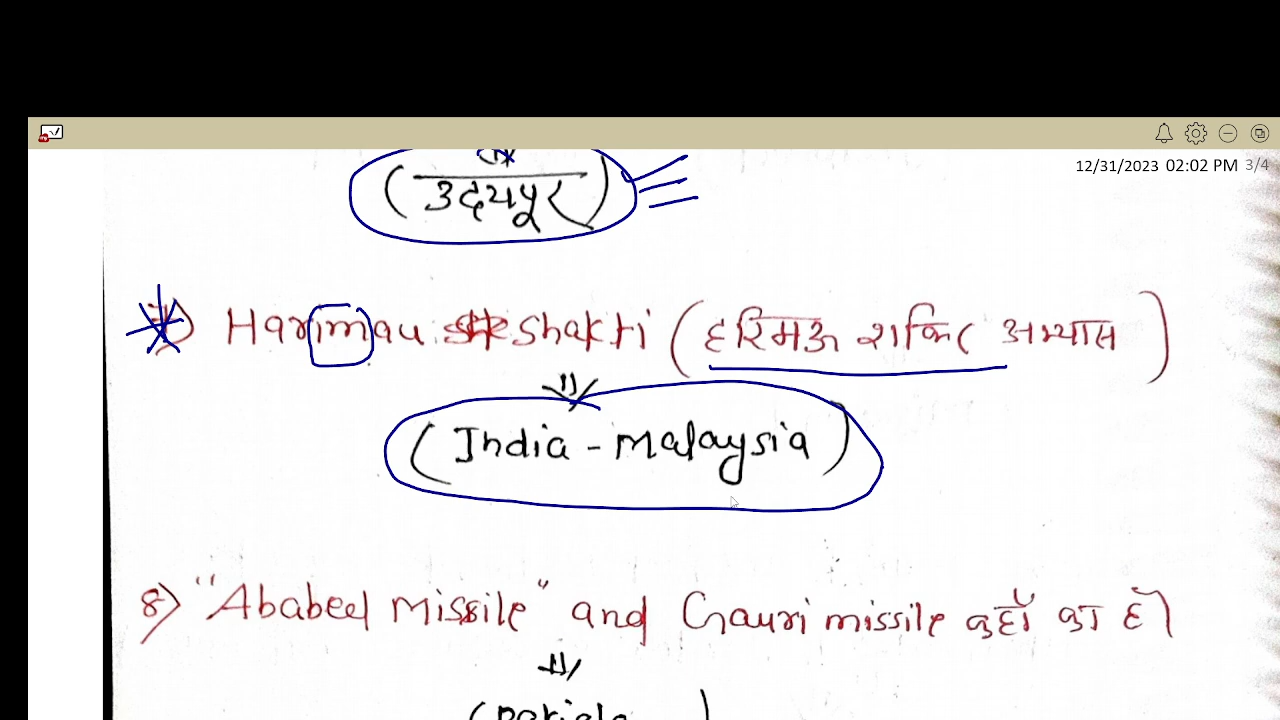 12/31/2023 02:02 PM 3/4
(उदयपूर)
Harimau Shakti (हरिमऊ शक्ति अभ्यास)
(India - Malaysia)
8) "Ababeel Missile" and Gauri missile कहाँ का है